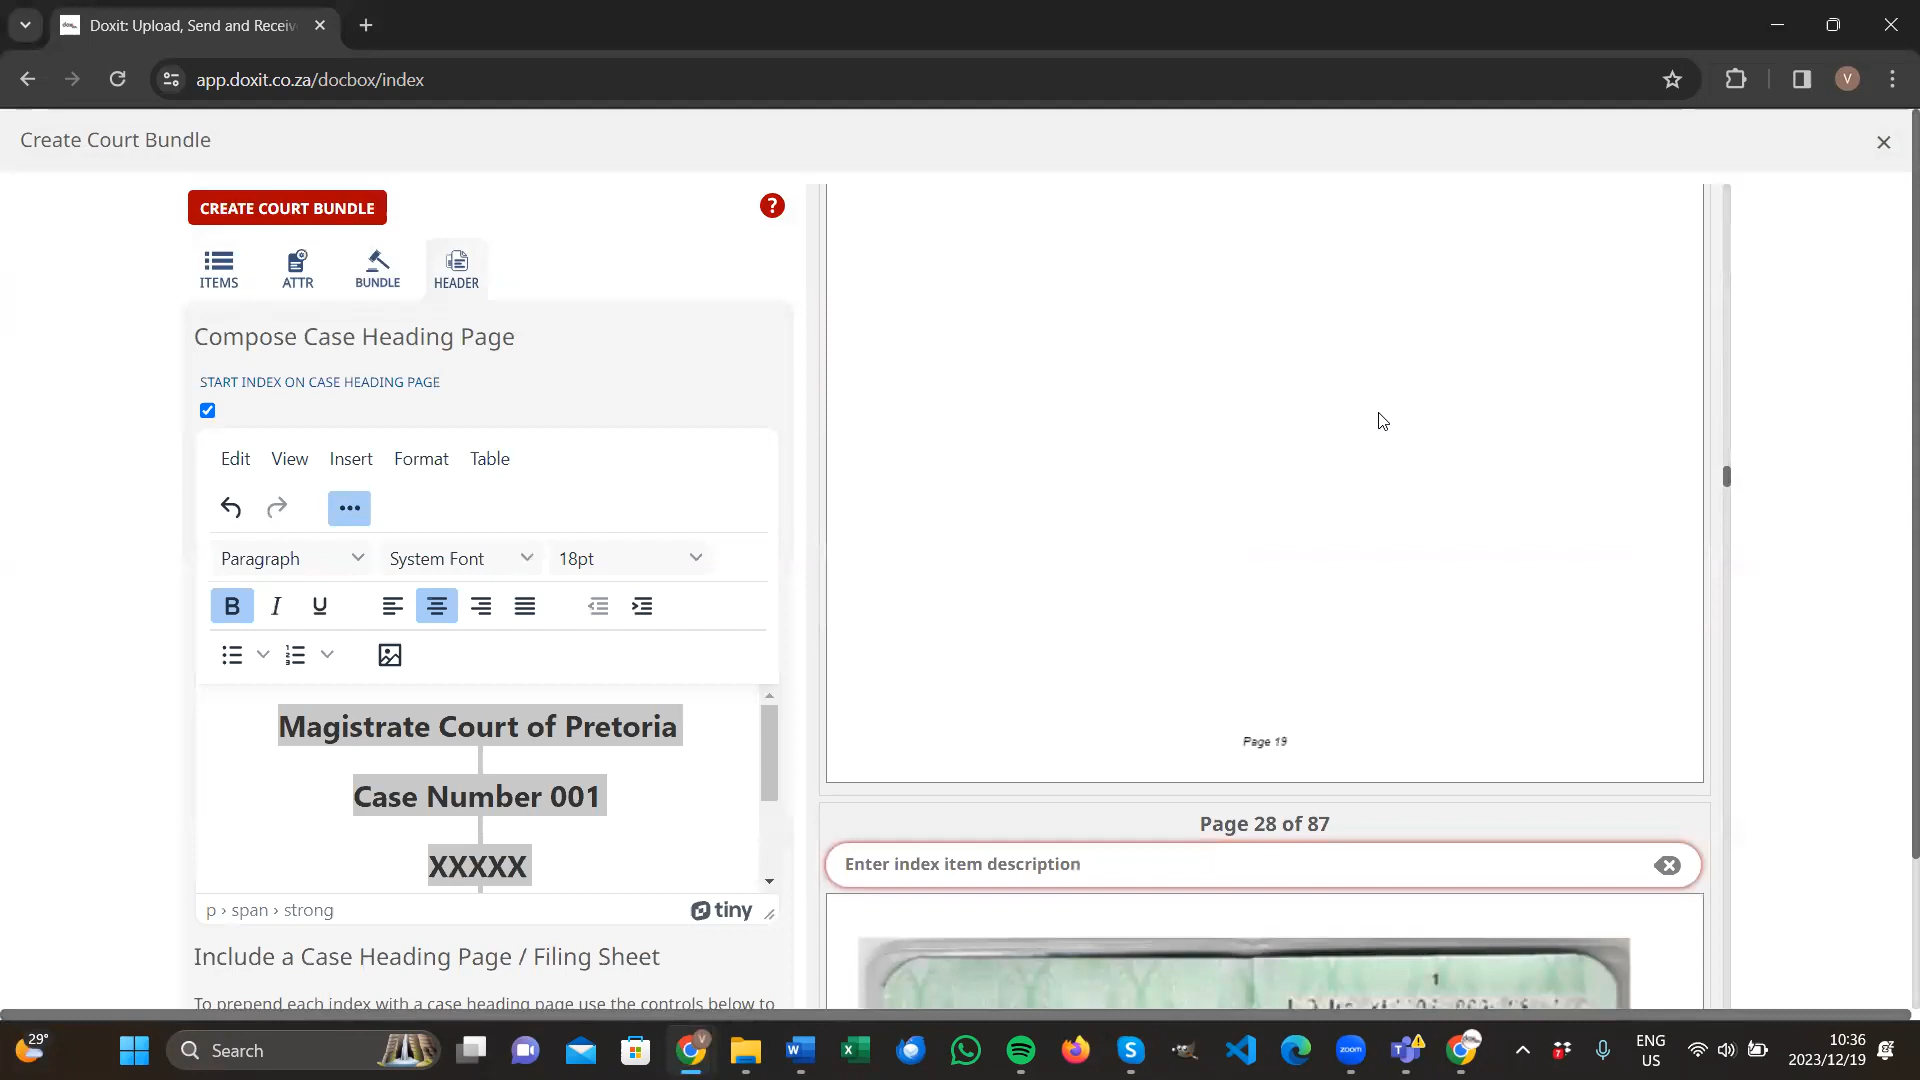 Doxit: Upload, Send and Receiv
app.doxit.co.za/docbox/index
V
Create Court Bundle
CREATE COURT BUNDLE
?
ITEMS
ATTR
BUNDLE
HEADER
Compose Case Heading Page
START INDEX ON CASE HEADING PAGE
Edit View Insert Format Table
Paragraph System Font 18pt
B I U
Magistrate Court of Pretoria
Case Number 001
XXXXX
p › span › strong
tiny
Include a Case Heading Page / Filing Sheet
To prepend each index with a case heading page use the controls below to
Page 19
Page 28 of 87
Enter index item description
1
29°
Search
zoom
ENG
US
10:36
2023/12/19